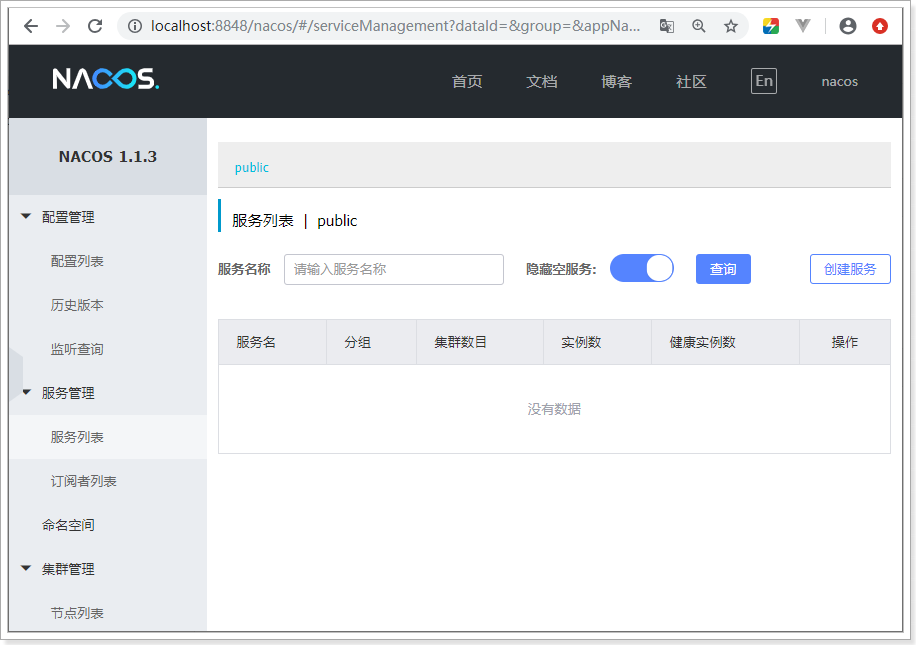 localhost:8848/nacos/#/serviceManagement?dataId=&group=&appNa...
NACOS.
首页 文档 博客 社区 En nacos
NACOS 1.1.3
配置管理
配置列表
历史版本
监听查询
服务管理
服务列表
订阅者列表
命名空间
集群管理
节点列表
public
服务列表 | public
服务名称 请输入服务名称 隐藏空服务: 查询 创建服务
服务名 分组 集群数目 实例数 健康实例数 操作
没有数据